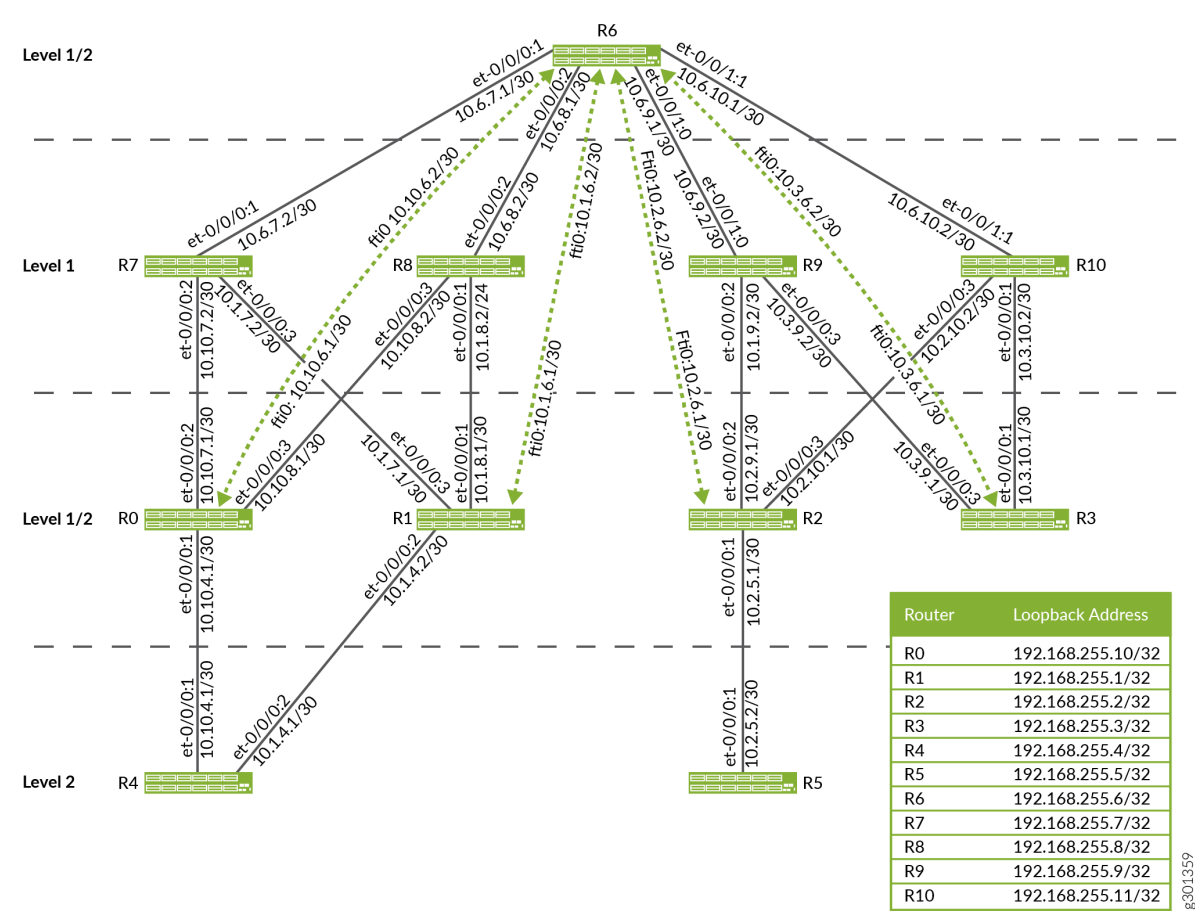 R6
Level 1/2
et-0/0/0:1
10.6.7.1/30
et-0/0/0:2
10.6.8.1/30
et-0/0/1:0
10.6.9.1/30
et-0/0/1:1
10.6.10.1/30
fti0 10.10.6.2/30
fti0:10.1.6.2/30
Fti0:10.2.6.2/30
fti0:10.3.6.2/30
et-0/0/0:1
10.6.7.2/30
et-0/0/0:2
10.6.8.2/30
et-0/0/1:0
10.6.9.2/30
et-0/0/1:1
10.6.10.2/30
Level 1
R7
R8
R9
R10
et-0/0/0:2
10.10.7.2/30
et-0/0/0:3
10.1.7.2/30
et-0/0/0:3
10.10.8.2/30
et-0/0/0:1
10.1.8.2/24
et-0/0/0:2
10.1.9.2/30
et-0/0/0:3
10.3.9.2/30
et-0/0/0:3
10.2.10.2/30
et-0/0/0:1
10.3.10.2/30
fti0: 10.10.6.1/30
fti0:10.1.6.1/30
Fti0:10.2.6.1/30
fti0:10.3.6.1/30
et-0/0/0:2
10.10.7.1/30
et-0/0/0:3
10.10.8.1/30
et-0/0/0:3
10.1.7.1/30
et-0/0/0:1
10.1.8.1/30
et-0/0/0:2
10.2.9.1/30
et-0/0/0:3
10.2.10.1/30
et-0/0/0:3
10.3.9.1/30
et-0/0/0:1
10.3.10.1/30
Level 1/2
R0
R1
R2
R3
et-0/0/0:1
10.10.4.1/30
et-0/0/0:2
10.1.4.2/30
et-0/0/0:1
10.2.5.1/30
et-0/0/0:1
10.10.4.1/30
et-0/0/0:2
10.1.4.1/30
et-0/0/0:1
10.2.5.2/30
Level 2
R4
R5
Router Loopback Address
R0 192.168.255.10/32
R1 192.168.255.1/32
R2 192.168.255.2/32
R3 192.168.255.3/32
R4 192.168.255.4/32
R5 192.168.255.5/32
R6 192.168.255.6/32
R7 192.168.255.7/32
R8 192.168.255.8/32
R9 192.168.255.9/32
R10 192.168.255.11/32
g301359